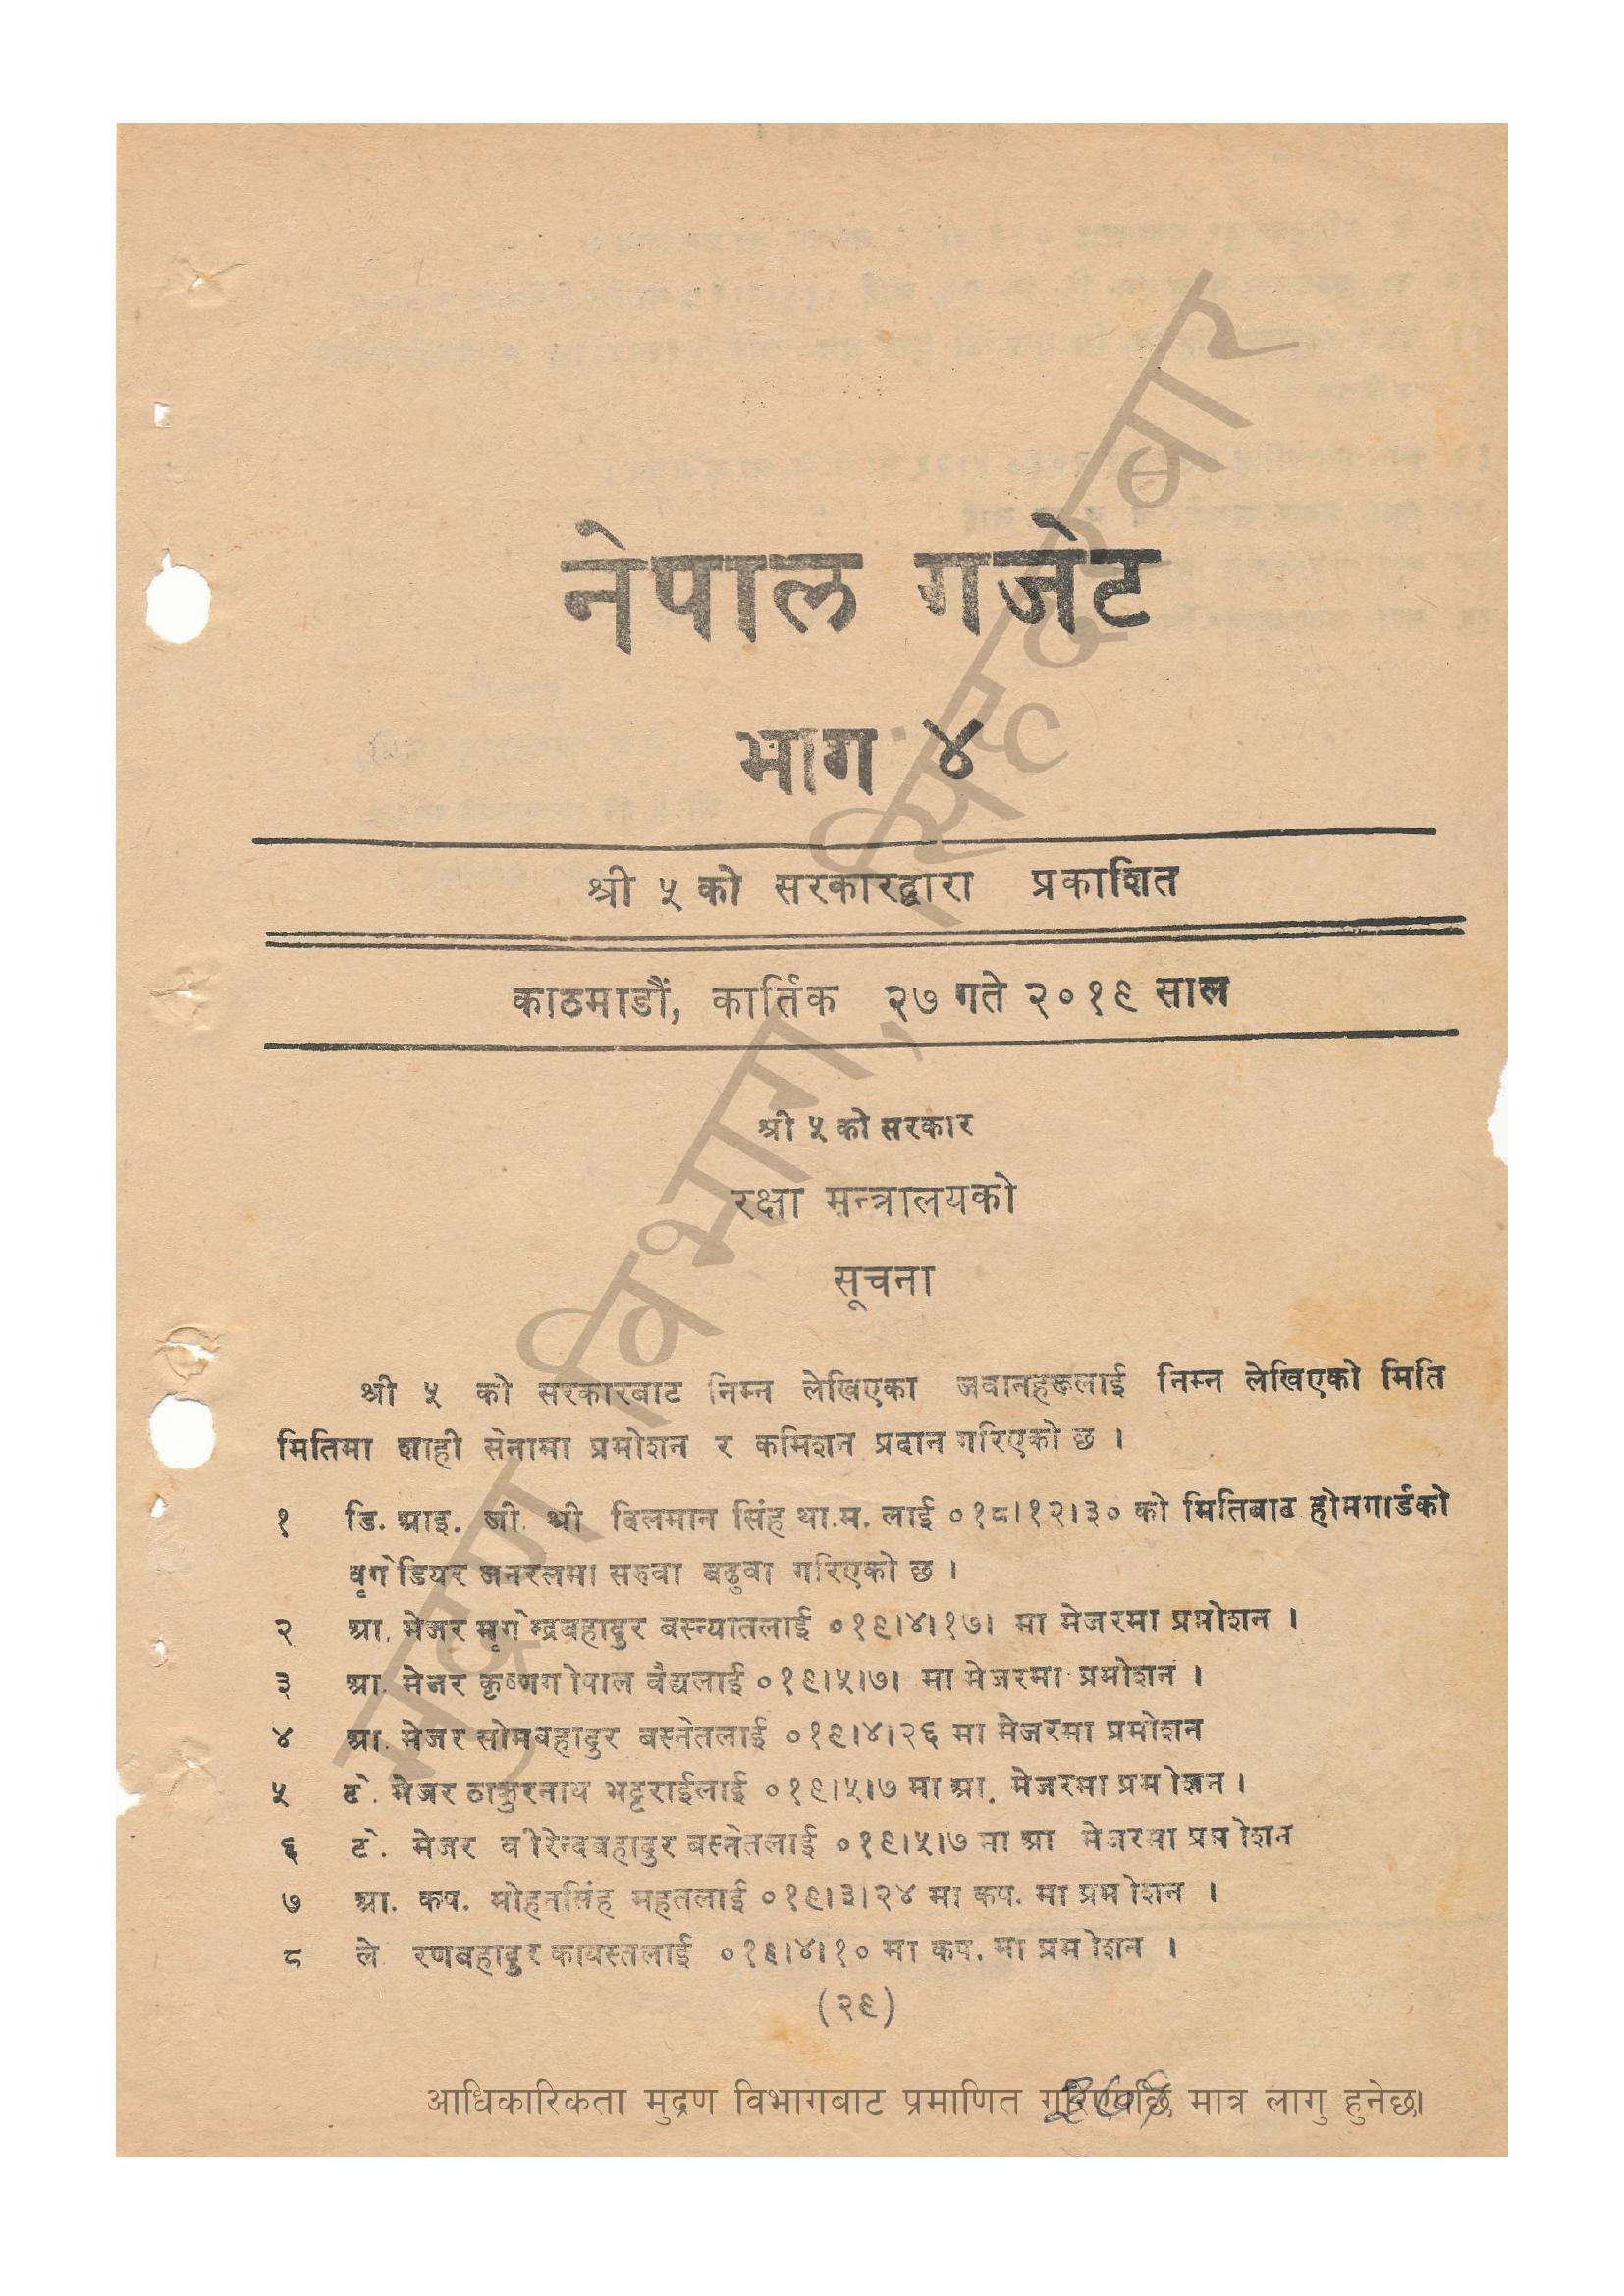 नेपाल गजेट
भाग ४
श्री ५ को सरकारद्वारा प्रकाशित
काठमाडौं, कार्तिक २७ गते २०१९ साल
श्री ५ को सरकार
रक्षा मन्त्रालयको
सूचना
श्री ५ को सरकारबाट निम्न लेखिएका जवानहरूलाई निम्न लेखिएको मिति
मितिमा शाही सेनामा प्रमोशन र कमिशन प्रदान गरिएको छ ।
१ डि. आइ. जी. श्री दिलमान सिंह था.म. लाई ०१८।१२।३० को मितिबाट होमगार्डको
वृगेडियर जनरलमा सरुवा बढुवा गरिएको छ ।
२ आ. मेजर मृगेन्द्रबहादुर बस्न्यातलाई ०१९।४।१७। मा मेजरमा प्रमोशन ।
३ आ. मेजर कृष्णगोपाल वैद्यलाई ०१९।५।७। मा मेजरमा प्रमोशन ।
४ आ. मेजर सोमबहादुर बस्नेतलाई ०१९।४।२६ मा मेजरमा प्रमोशन
५ टे. मेजर ठाकुरनाथ भट्टराईलाई ०१९।५।७ मा आ. मेजरमा प्रमोशन ।
६ टे. मेजर वीरेन्दबहादुर बस्नेतलाई ०१९।५।७ मा आ मेजरमा प्रमोशन
७ आ. कप. मोहनसिंह महतलाई ०१९।३।२४ मा कप. मा प्रमोशन ।
८ ले रणबहादुर कायस्तलाई ०१९।४।१० मा कप. मा प्रमोशन ।
(२९)
आधिकारिकता मुद्रण विभागबाट प्रमाणित गरिएपछि मात्र लागु हुनेछ।
मुद्रण विभाग, सिंहदरवार